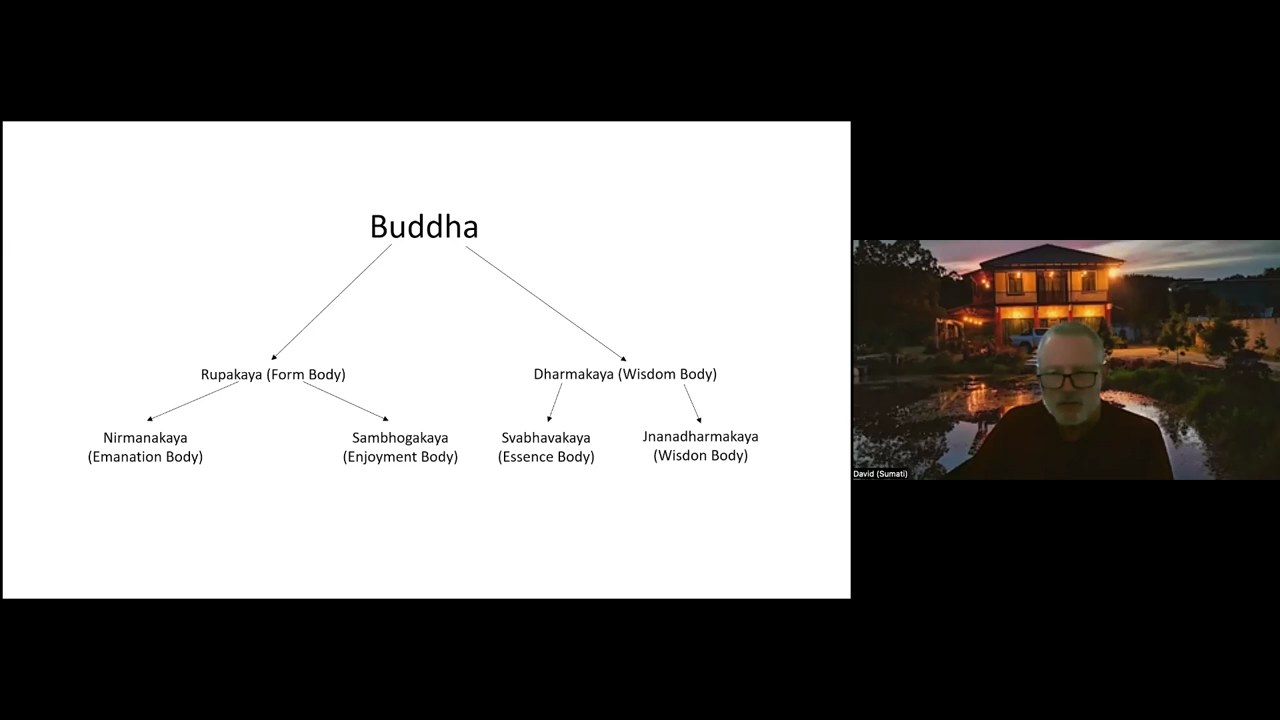 Buddha
Rupakaya (Form Body)
Dharmakaya (Wisdom Body)
Nirmanakaya
(Emanation Body)
Sambhogakaya
(Enjoyment Body)
Svabhavakaya
(Essence Body)
Jnanadharmakaya
(Wisdon Body)
David (Sumati)